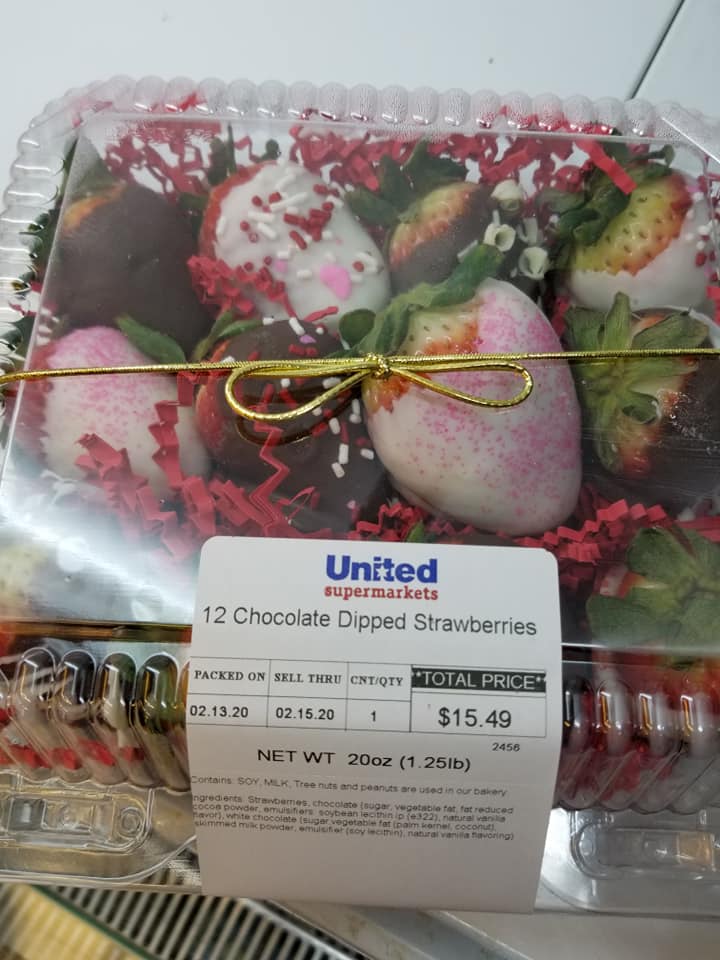 United
supermarkets
12 Chocolate Dipped Strawberries
PACKED ON SELL THRU CNT/QTY **TOTAL PRICE**
02.13.20 02.15.20 1 $15.49
2456
NET WT 20oz (1.25lb)
Contains: SOY, MILK, Tree nuts and peanuts are used in our bakery
Ingredients: Strawberries, chocolate (sugar, vegetable fat, fat reduced
cocoa powder, emulsifiers: soybean lecithin ip (e322), natural vanilla
flavor), white chocolate (sugar,vegetable fat (palm kernel, coconut),
skimmed milk powder, emulsifier (soy lecithin), natural vanilla flavoring)